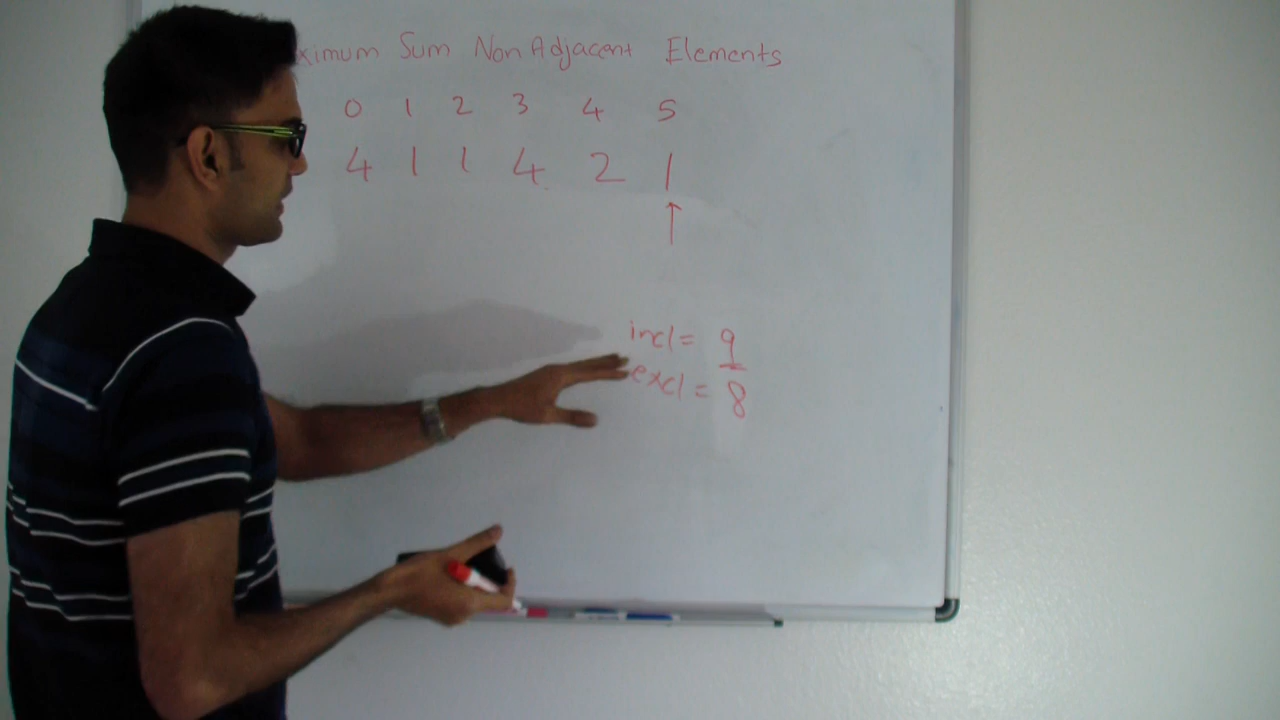 ximum Sum Non Adjacent Elements
0 1 2 3 4 5
4 1 1 4 2 1
incl = 9
excl = 8